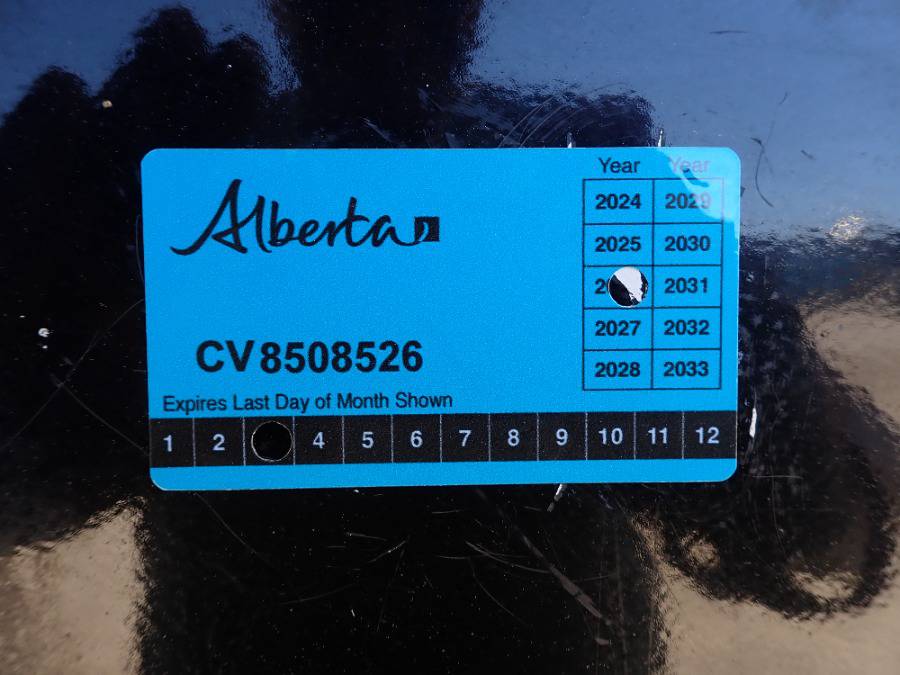 Alberta
Year Year
2024 2029
2025 2030
2 2031
2027 2032
2028 2033
CV8508526
Expires Last Day of Month Shown
1 2 4 5 6 7 8 9 10 11 12